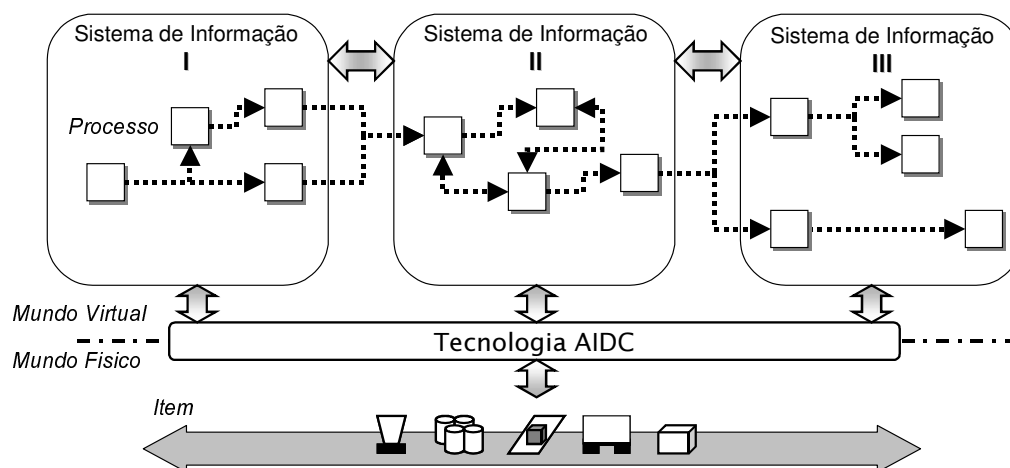 Sistema de Informação
I
Sistema de Informação
II
Sistema de Informação
III
Processo
Mundo Virtual
Tecnologia AIDC
Mundo Fisico
Item